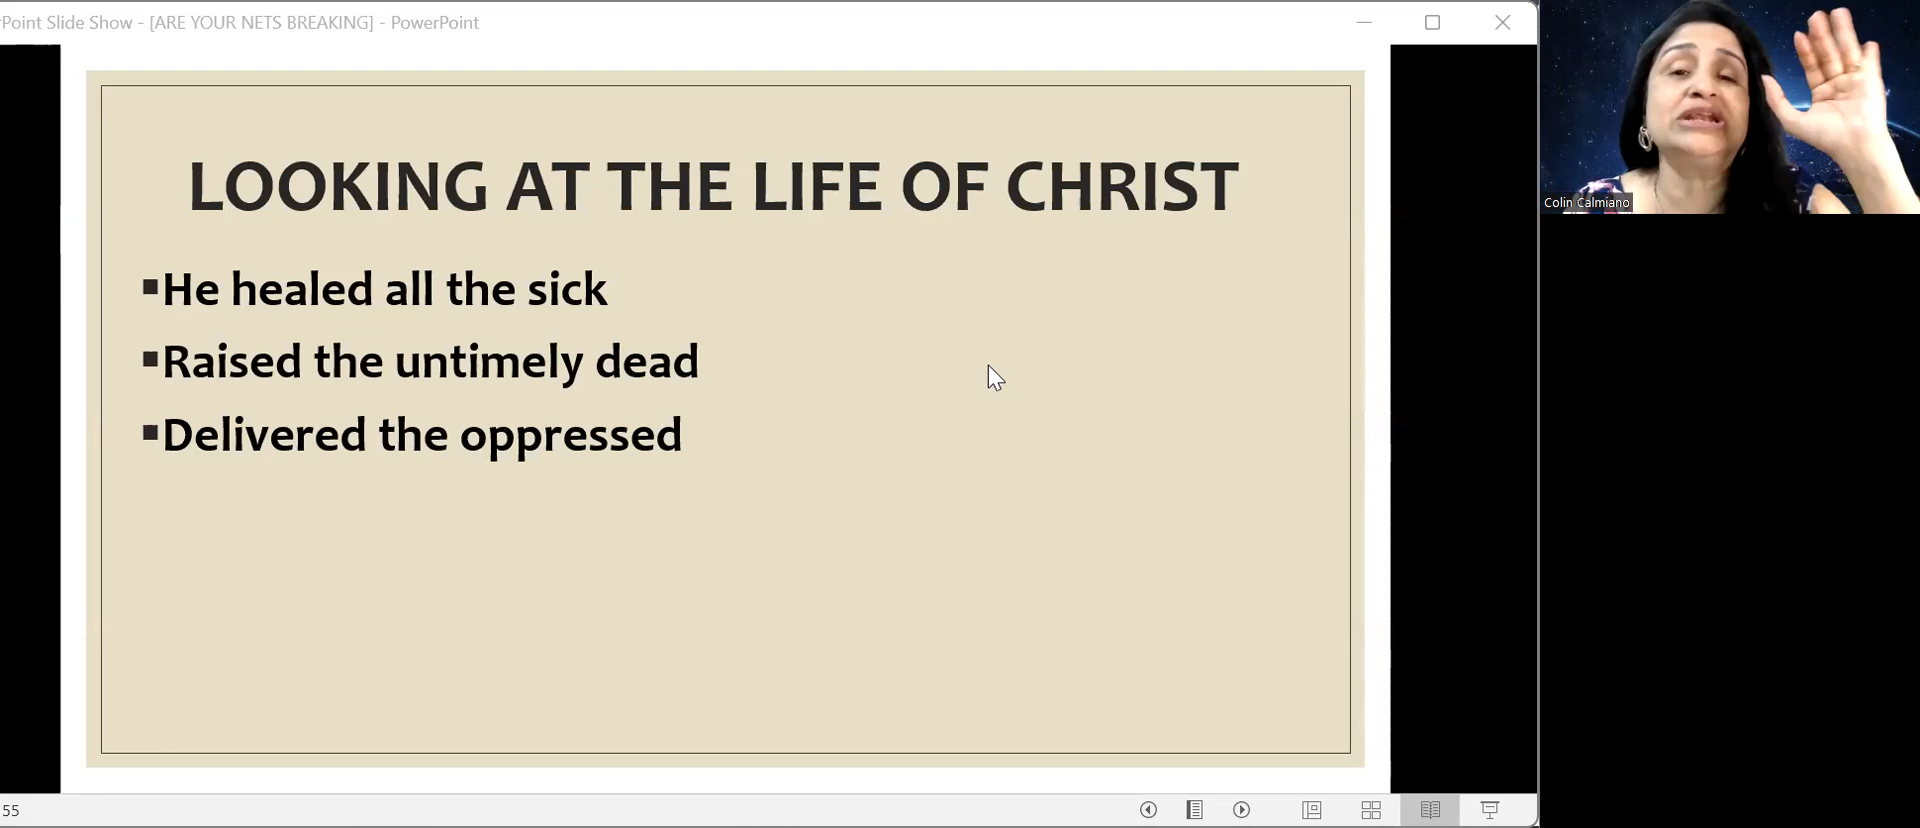 Point Slide Show - [ARE YOUR NETS BREAKING] - PowerPoint
LOOKING AT THE LIFE OF CHRIST
▪He healed all the sick
▪Raised the untimely dead
▪Delivered the oppressed
Colin Calmiano
55